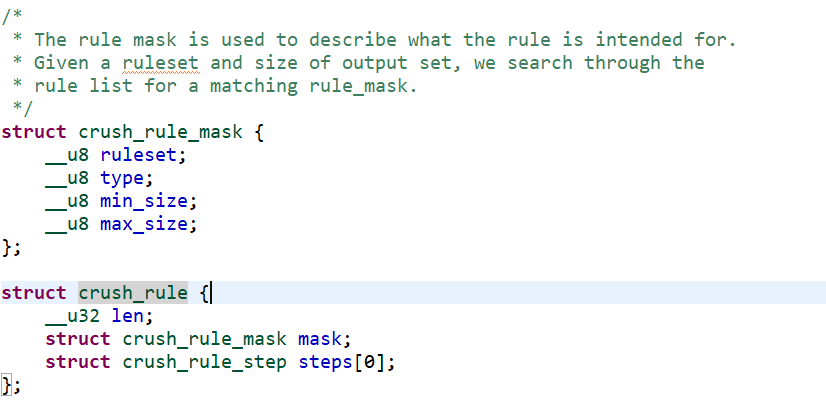 /*
 * The rule mask is used to describe what the rule is intended for.
 * Given a ruleset and size of output set, we search through the
 * rule list for a matching rule_mask.
 */
struct crush_rule_mask {
    __u8 ruleset;
    __u8 type;
    __u8 min_size;
    __u8 max_size;
};

struct crush_rule {
    __u32 len;
    struct crush_rule_mask mask;
    struct crush_rule_step steps[0];
};